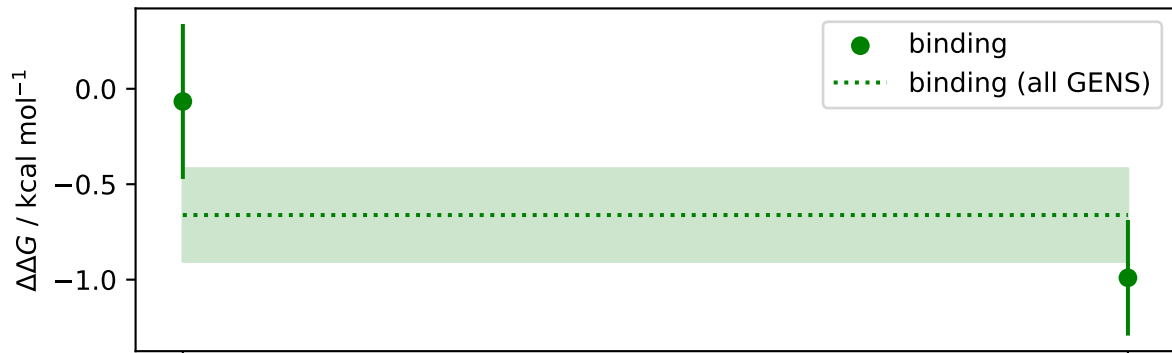 binding
binding (all GENS)
0.0
−0.5
−1.0
ΔΔG / kcal mol⁻¹